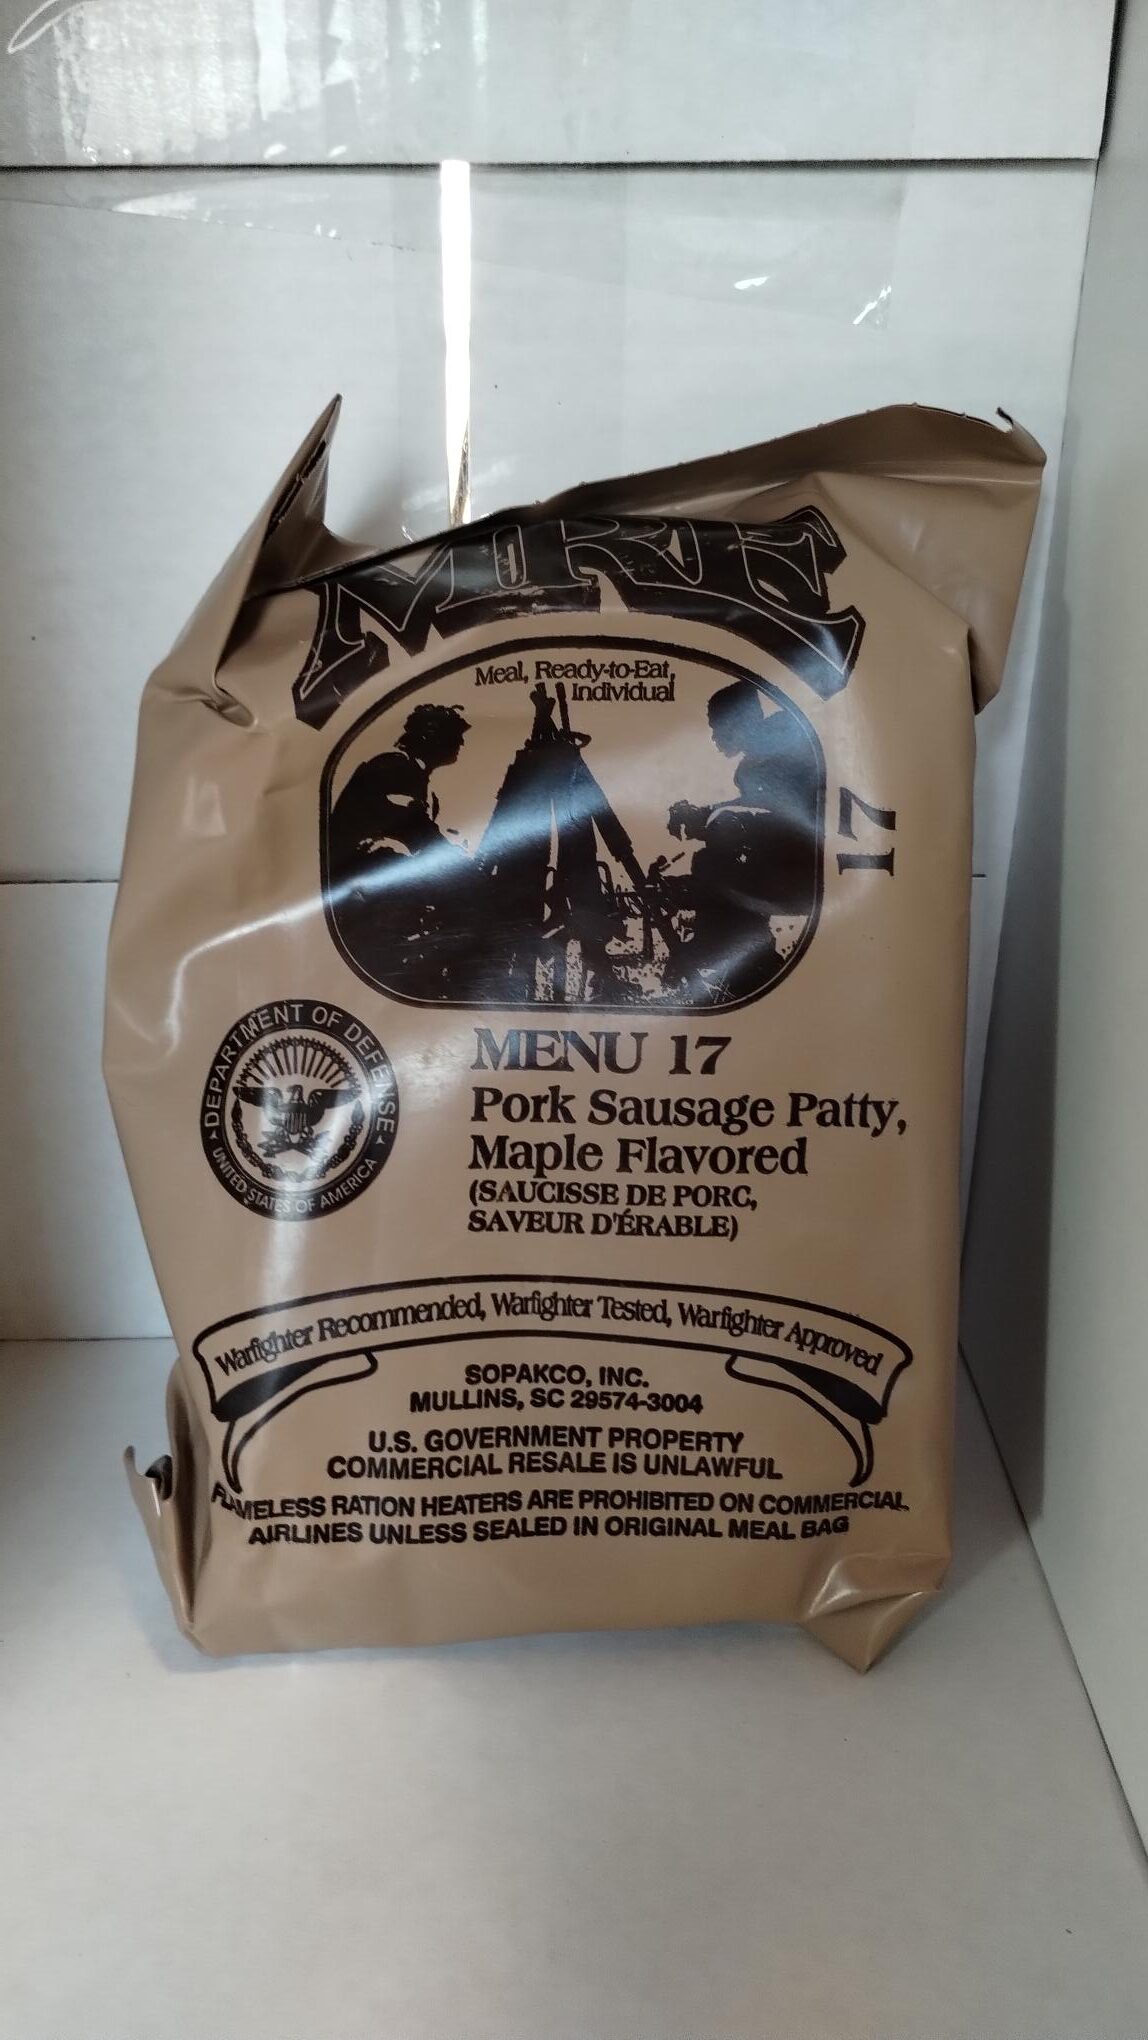 MRE
Meal, Ready-to-Eat,
Individual
17
DEPARTMENT OF DEFENSE
UNITED STATES OF AMERICA
MENU 17
Pork Sausage Patty,
Maple Flavored
(SAUCISSE DE PORC,
SAVEUR D'ÉRABLE)
Warfighter Recommended, Warfighter Tested, Warfighter Approved
SOPAKCO, INC.
MULLINS, SC 29574-3004
U.S. GOVERNMENT PROPERTY
COMMERCIAL RESALE IS UNLAWFUL
FLAMELESS RATION HEATERS ARE PROHIBITED ON COMMERCIAL
AIRLINES UNLESS SEALED IN ORIGINAL MEAL BAG